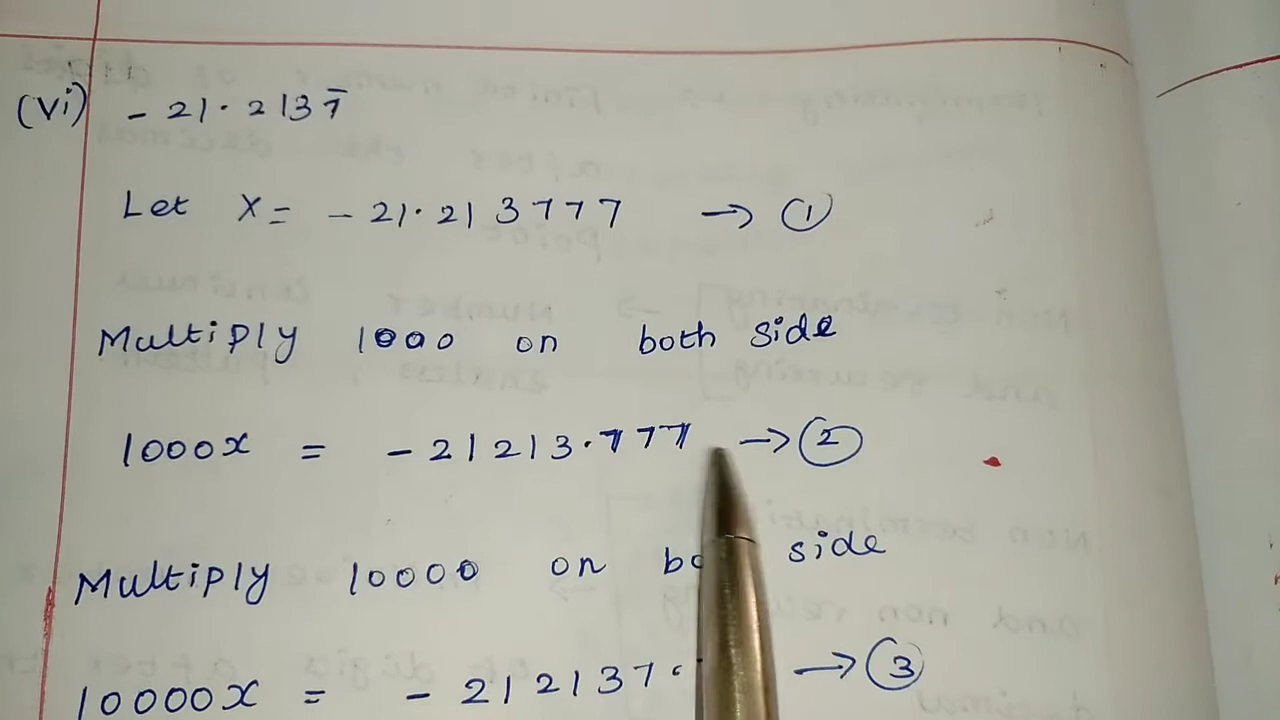 (vi) - 21.2137̅
Let x = - 21.213777 → ①
Multiply 1000 on both side
1000x = - 21213.777 → ②
Multiply 10000 on side
10000x = - 212137. → ③